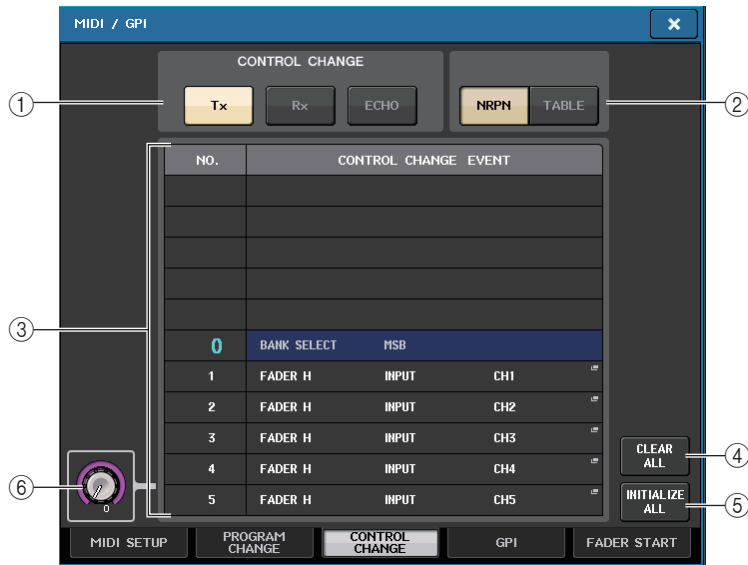 MIDI / GPI
CONTROL CHANGE
Tx Rx ECHO NRPN TABLE
① ②
NO. CONTROL CHANGE EVENT
③
0 BANK SELECT MSB
1 FADER H INPUT CH1
2 FADER H INPUT CH2
3 FADER H INPUT CH3
4 FADER H INPUT CH4
5 FADER H INPUT CH5
CLEAR ALL ④
INITIALIZE ALL ⑤
⑥ 0
MIDI SETUP PROGRAM CHANGE CONTROL CHANGE GPI FADER START